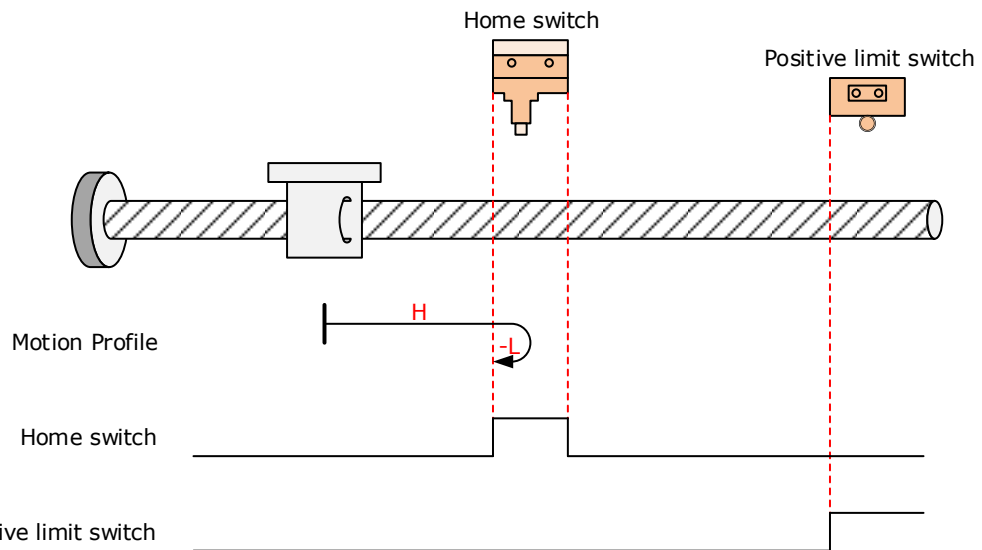 Home switch
Positive limit switch
H
Motion Profile
-L
Home switch
ive limit switch